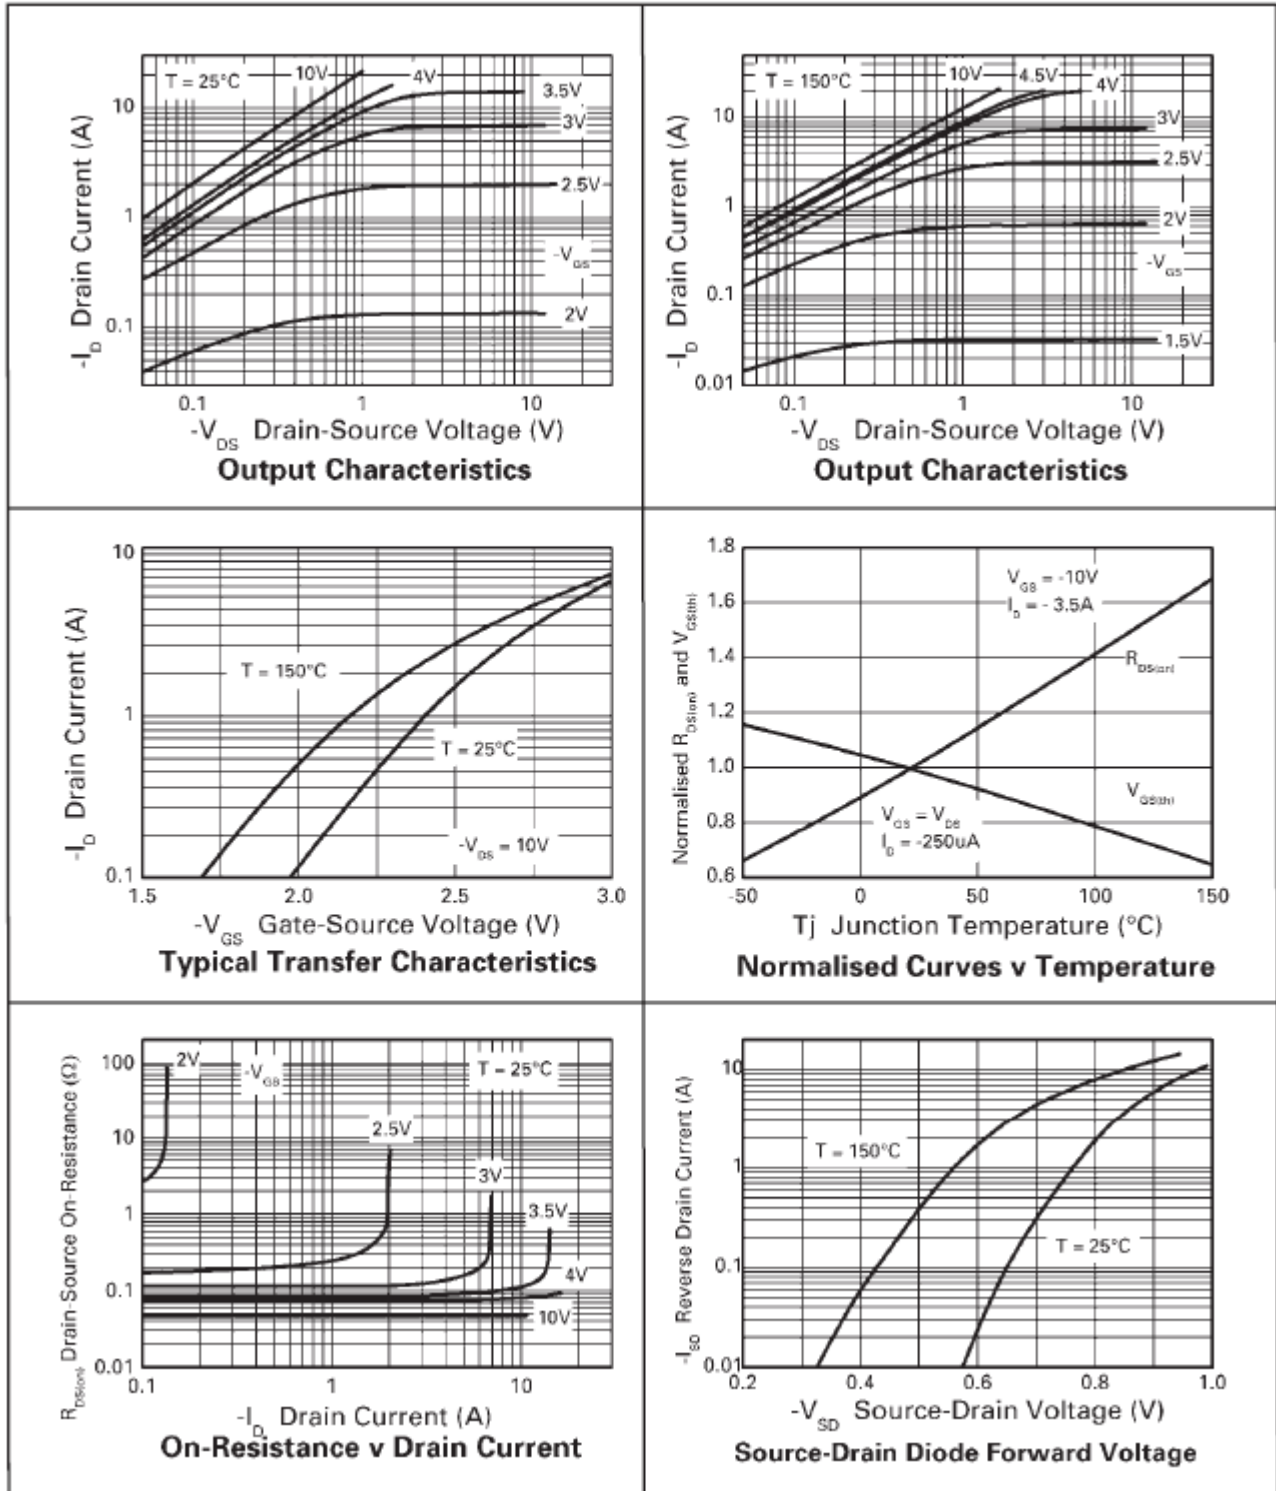 T = 25°C
10V
4V
3.5V
3V
2.5V
-VGS
2V
10
1
0.1
-ID Drain Current (A)
0.1
1
10
-VDS Drain-Source Voltage (V)
Output Characteristics
T = 150°C
10V
4.5V
4V
3V
2.5V
2V
-VGS
1.5V
10
1
0.1
0.01
-ID Drain Current (A)
0.1
1
10
-VDS Drain-Source Voltage (V)
Output Characteristics
10
1
0.1
-ID Drain Current (A)
T = 150°C
T = 25°C
-VDS = 10V
1.5
2.0
2.5
3.0
-VGS Gate-Source Voltage (V)
Typical Transfer Characteristics
1.8
1.6
1.4
1.2
1.0
0.8
0.6
Normalised RDS(on) and VGS(th)
VGS = -10V
ID = - 3.5A
RDS(on)
VGS(th)
VGS = VDS
ID = -250uA
-50
0
50
100
150
Tj Junction Temperature (°C)
Normalised Curves v Temperature
100
10
1
0.1
0.01
RDS(on) Drain-Source On-Resistance (Ω)
2V
-VGS
T = 25°C
2.5V
3V
3.5V
4V
10V
0.1
1
10
-ID Drain Current (A)
On-Resistance v Drain Current
10
1
0.1
0.01
-ISD Reverse Drain Current (A)
T = 150°C
T = 25°C
0.2
0.4
0.6
0.8
1.0
-VSD Source-Drain Voltage (V)
Source-Drain Diode Forward Voltage